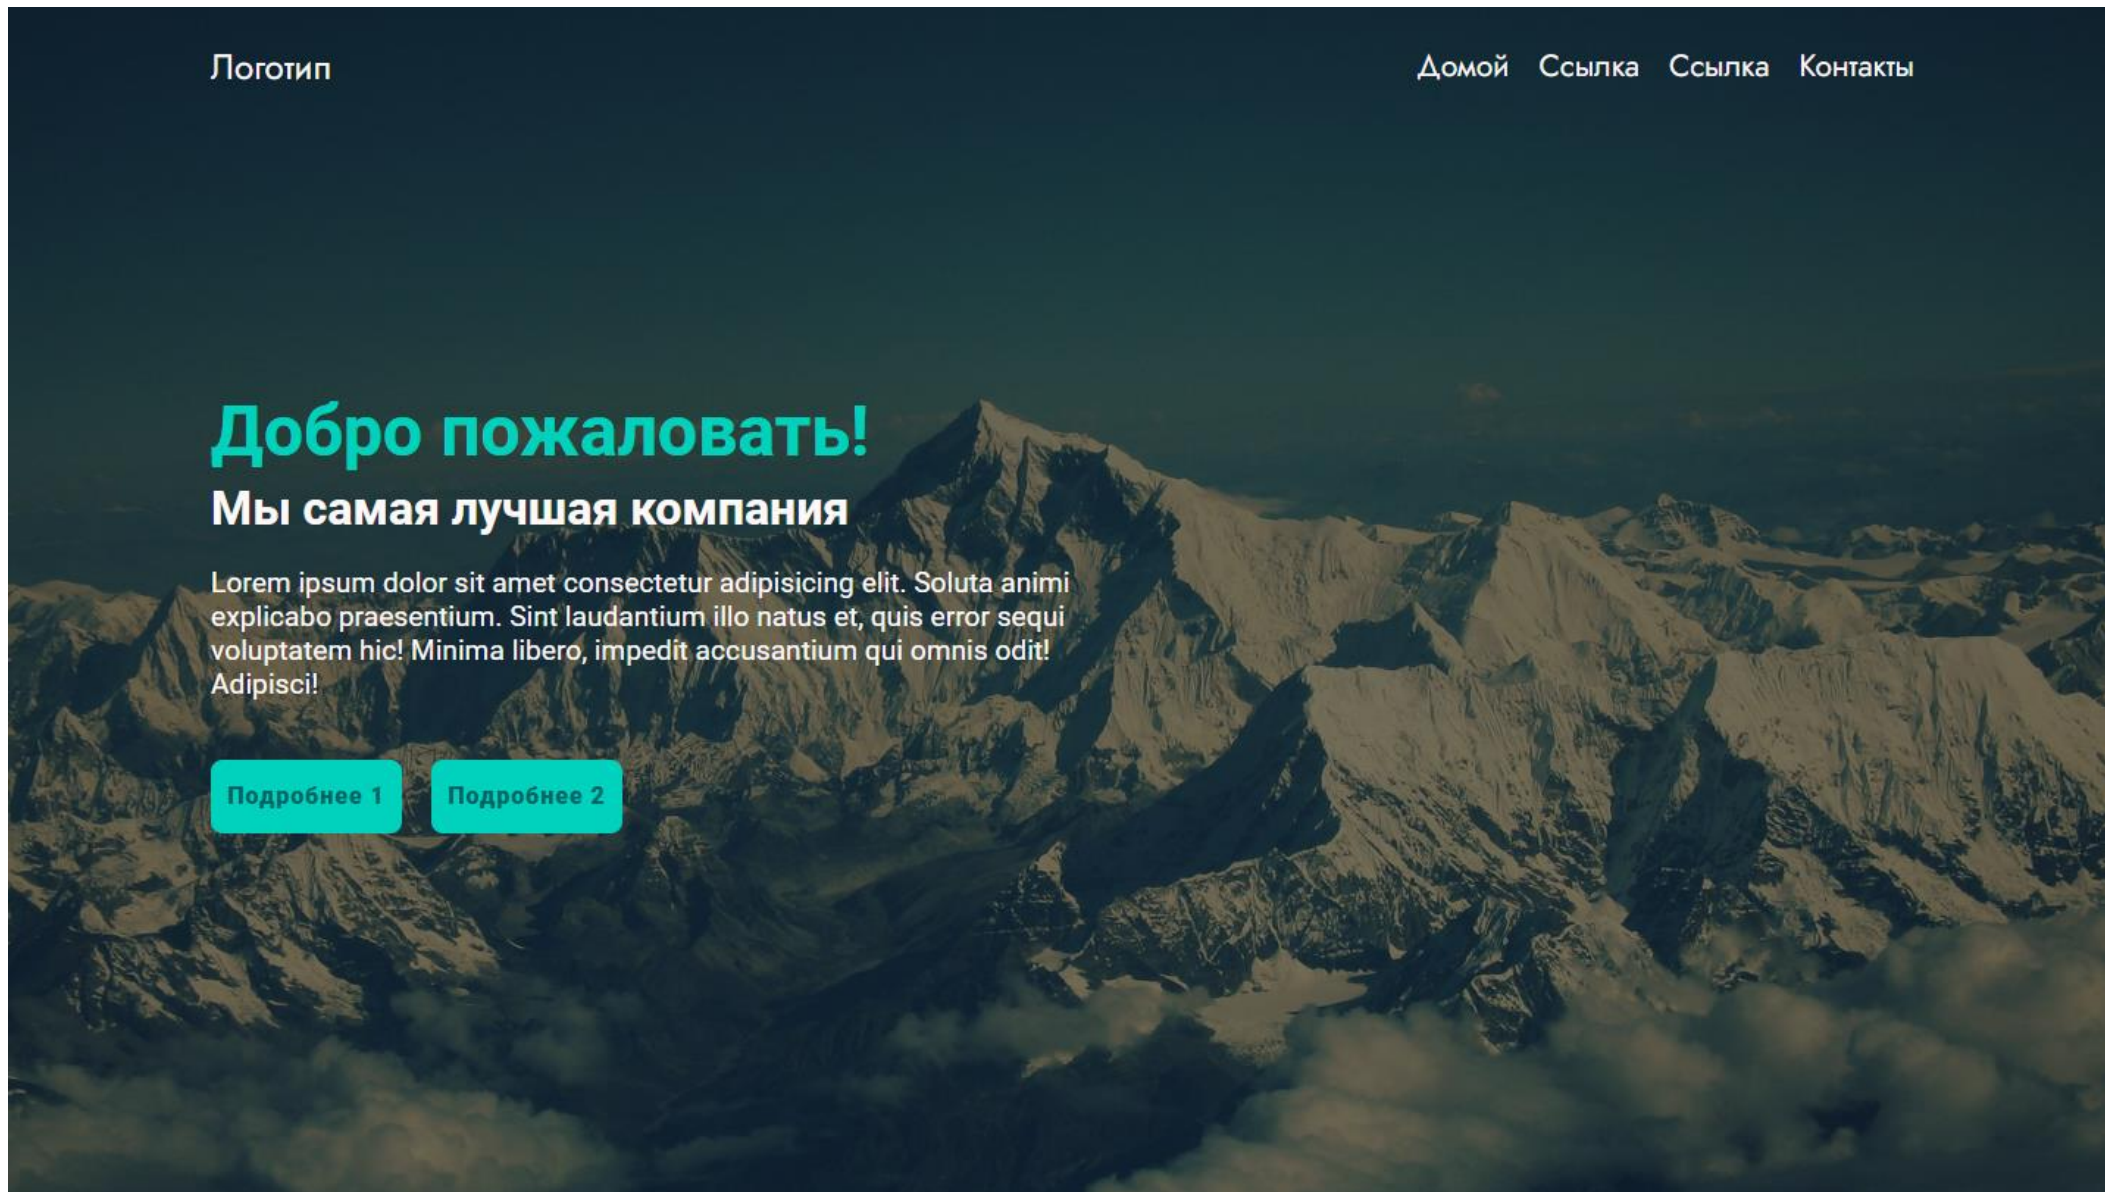 Логотип
Домой Ссылка Ссылка Контакты
Добро пожаловать!
Мы самая лучшая компания
Lorem ipsum dolor sit amet consectetur adipisicing elit. Soluta animi
explicabo praesentium. Sint laudantium illo natus et, quis error sequi
voluptatem hic! Minima libero, impedit accusantium qui omnis odit!
Adipisci!
Подробнее 1 Подробнее 2